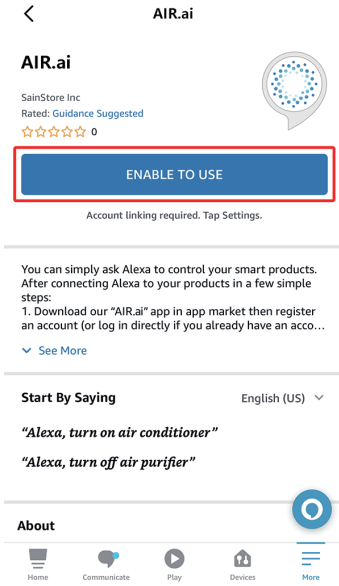 AIR.ai
AIR.ai
SainStore Inc
Rated: Guidance Suggested
0
ENABLE TO USE
Account linking required. Tap Settings.
You can simply ask Alexa to control your smart products.
After connecting Alexa to your products in a few simple
steps:
1. Download our “AIR.ai” app in app market then register
an account (or log in directly if you already have an acco...
See More
Start By Saying English (US)
“Alexa, turn on air conditioner”
“Alexa, turn off air purifier”
About
Home Communicate Play Devices More